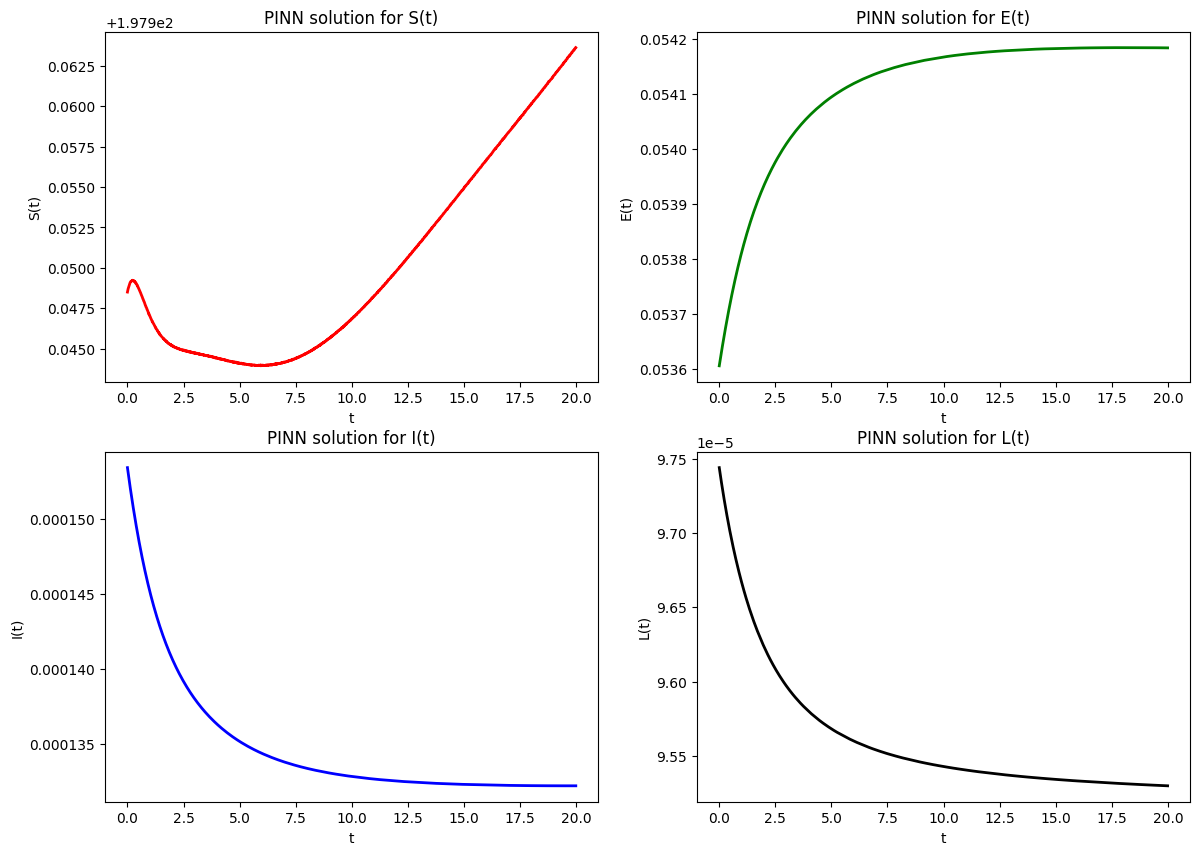 PINN solution for S(t)
+1.979e2
0.0625
0.0600
0.0575
0.0550
0.0525
0.0500
0.0475
0.0450
S(t)
0.0 2.5 5.0 7.5 10.0 12.5 15.0 17.5 20.0
t
PINN solution for E(t)
0.0542
0.0541
0.0540
0.0539
0.0538
0.0537
0.0536
E(t)
0.0 2.5 5.0 7.5 10.0 12.5 15.0 17.5 20.0
t
PINN solution for I(t)
0.000150
0.000145
0.000140
0.000135
I(t)
0.0 2.5 5.0 7.5 10.0 12.5 15.0 17.5 20.0
t
PINN solution for L(t)
1e−5
9.75
9.70
9.65
9.60
9.55
L(t)
0.0 2.5 5.0 7.5 10.0 12.5 15.0 17.5 20.0
t